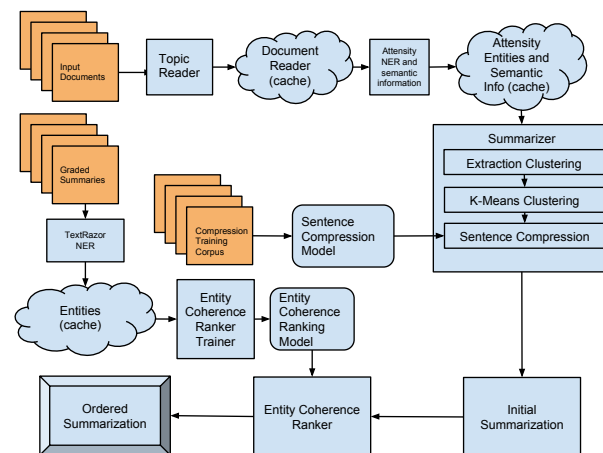 Input
Documents
Topic
Reader
Document
Reader
(cache)
Attensity
NER and
semantic
information
Attensity
Entities and
Semantic
Info (cache)
Graded
Summaries
Summarizer
Extraction Clustering
K-Means Clustering
Sentence Compression
Compression
Training
Corpus
Sentence
Compression
Model
TextRazor
NER
Entities
(cache)
Entity
Coherence
Ranker
Trainer
Entity
Coherence
Ranking
Model
Ordered
Summarization
Entity Coherence
Ranker
Initial
Summarization